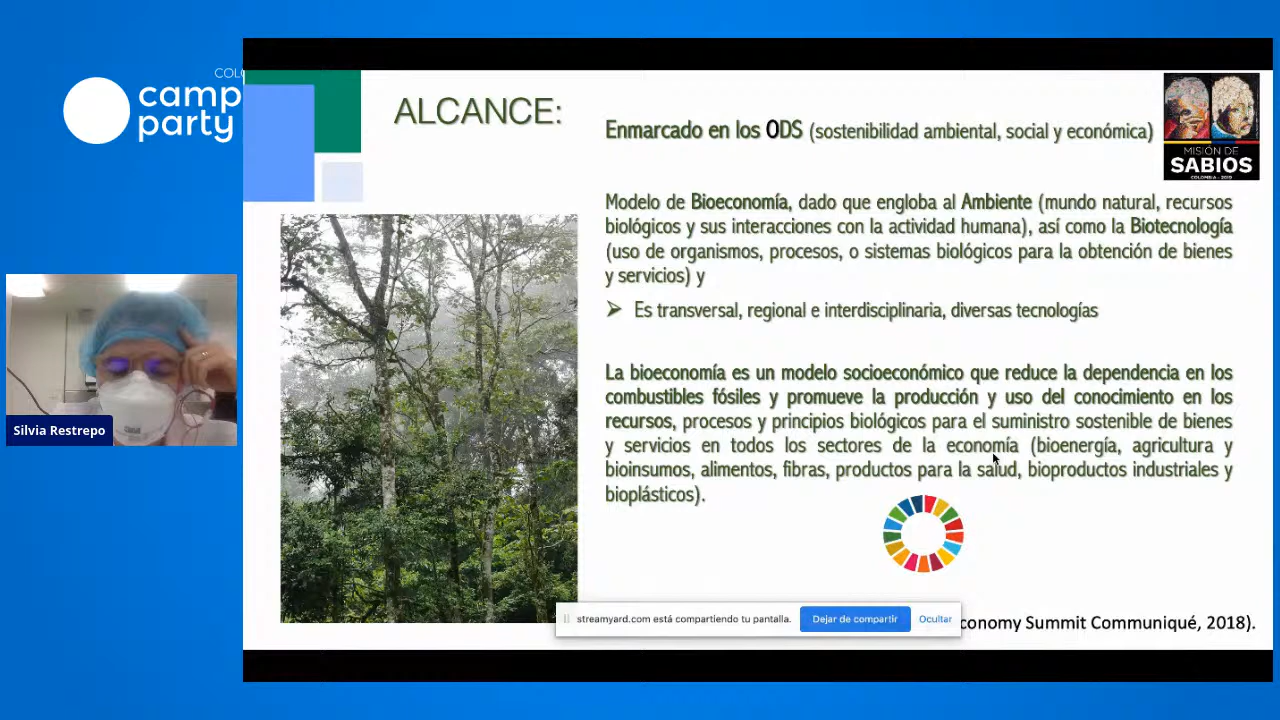 COLO
camp
party
ALCANCE:
Enmarcado en los ODS (sostenibilidad ambiental, social y económica)
MISIÓN DE
SABIOS
COLOMBIA - 2019
Modelo de Bioeconomía, dado que engloba al Ambiente (mundo natural, recursos
biológicos y sus interacciones con la actividad humana), así como la Biotecnología
(uso de organismos, procesos, o sistemas biológicos para la obtención de bienes
y servicios) y
Es transversal, regional e interdisciplinaria, diversas tecnologías
La bioeconomía es un modelo socioeconómico que reduce la dependencia en los
combustibles fósiles y promueve la producción y uso del conocimiento en los
recursos, procesos y principios biológicos para el suministro sostenible de bienes
y servicios en todos los sectores de la economía (bioenergía, agricultura y
bioinsumos, alimentos, fibras, productos para la salud, bioproductos industriales y
bioplásticos).
Silvia Restrepo
streamyard.com está compartiendo tu pantalla.
Dejar de compartir
Ocultar
conomy Summit Communiqué, 2018).